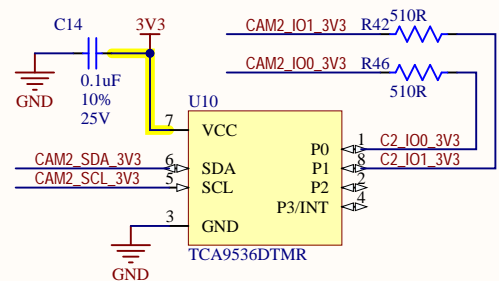 C14
3V3
CAM2_IO1_3V3
R42
510R
CAM2_IO0_3V3
R46
510R
GND
0.1uF
10%
25V
U10
7
VCC
P0
1
C2_IO0_3V3
CAM2_SDA_3V3
6
SDA
P1
8
C2_IO1_3V3
CAM2_SCL_3V3
5
SCL
P2
2
P3/INT
4
3
GND
GND
TCA9536DTMR